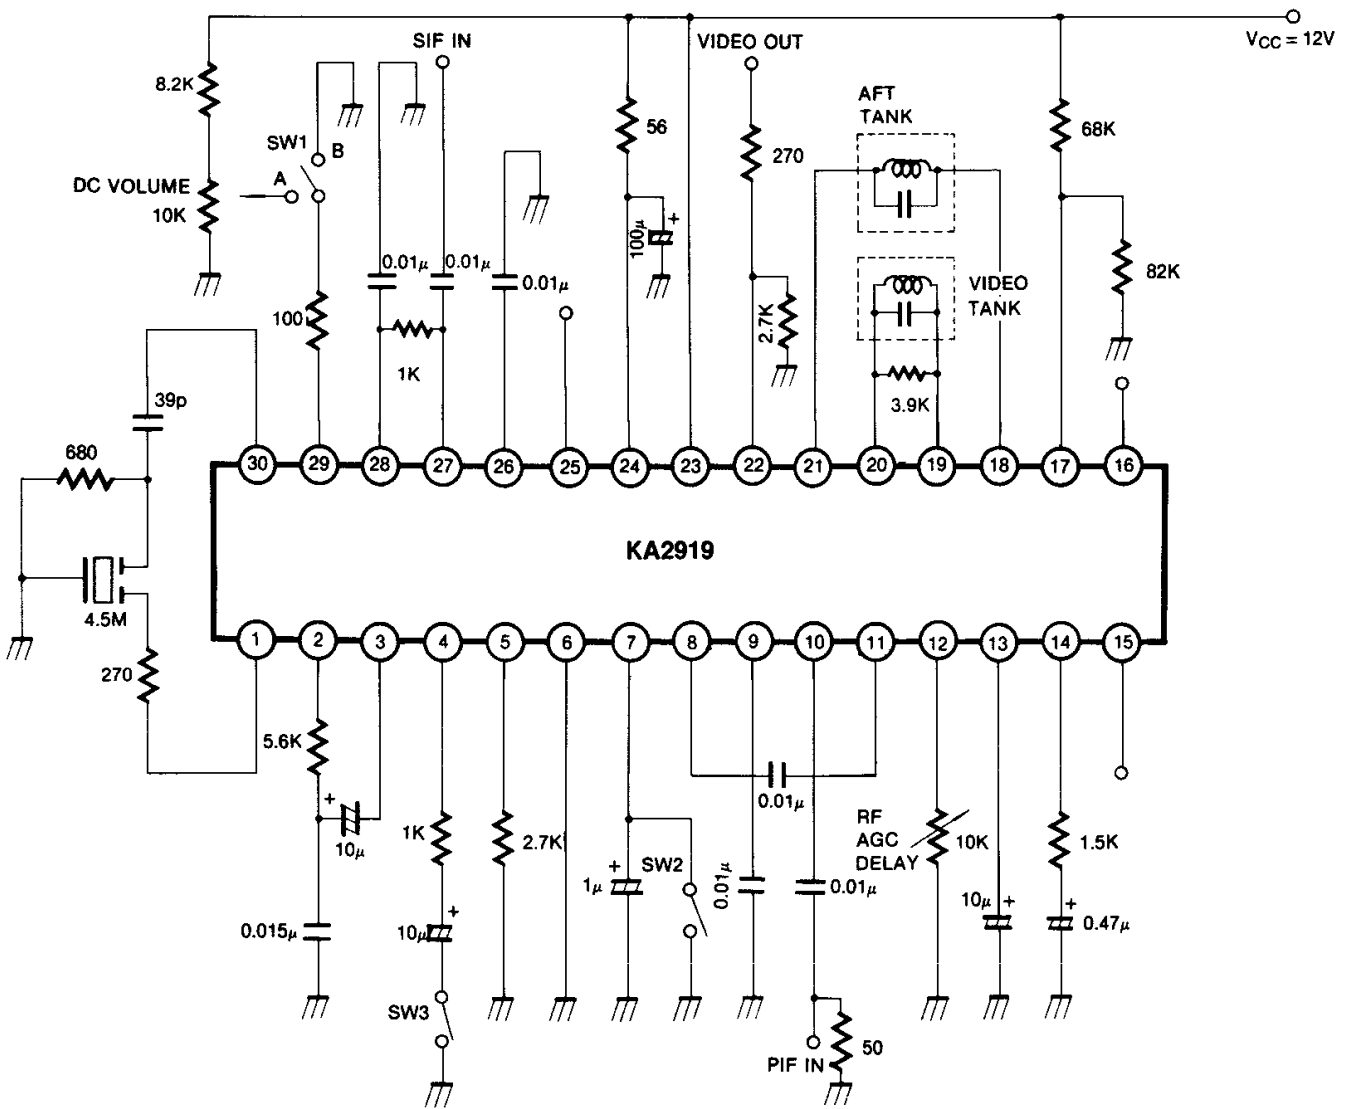 V_CC = 12V
SIF IN
VIDEO OUT
8.2K
SW1
B
A
DC VOLUME
10K
56
270
AFT
TANK
68K
100μ
+
0.01μ
0.01μ
0.01μ
VIDEO
TANK
82K
100
1K
2.7K
3.9K
39p
680
30
29
28
27
26
25
24
23
22
21
20
19
18
17
16
KA2919
4.5M
1
2
3
4
5
6
7
8
9
10
11
12
13
14
15
270
5.6K
+
10μ
0.01μ
1K
2.7K
RF
AGC
DELAY
10K
1.5K
+
1μ
SW2
0.01μ
0.01μ
0.015μ
10μ
+
10μ
+
+
0.47μ
SW3
PIF IN
50